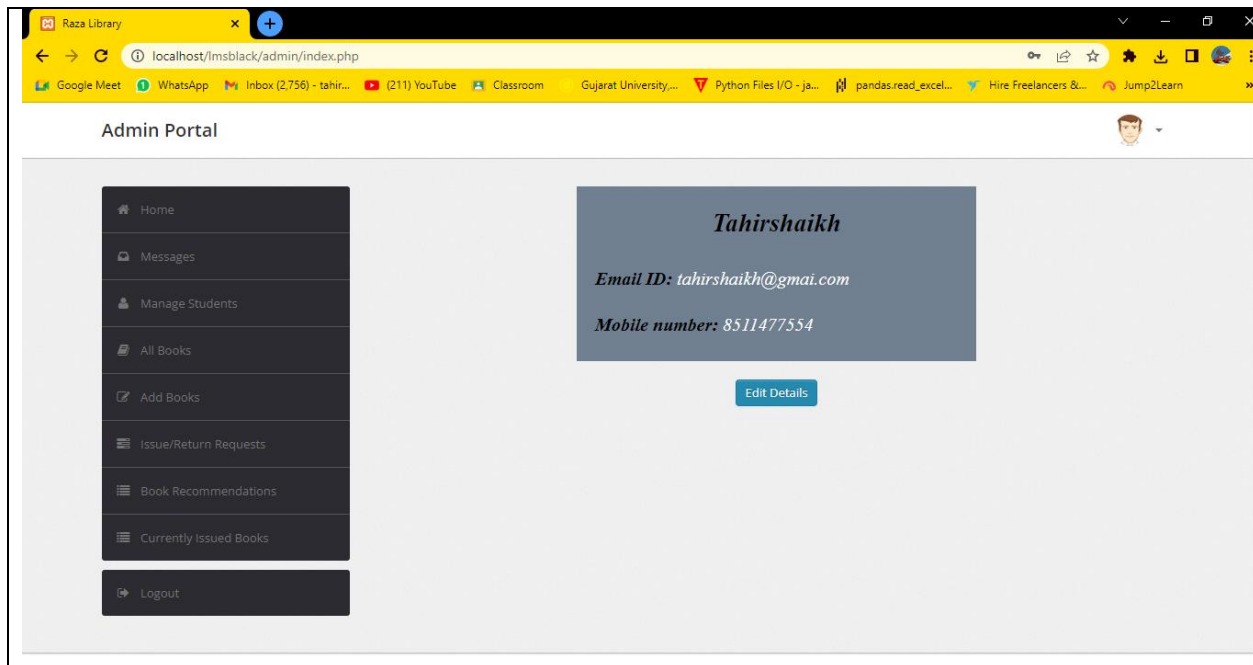 Raza Library
localhost/lmsblack/admin/index.php
Google Meet WhatsApp Inbox (2,756) - tahir... (211) YouTube Classroom Gujarat University,... Python Files I/O - ja... pandas.read_excel... Hire Freelancers &... Jump2Learn »
Admin Portal
Home
Messages
Manage Students
All Books
Add Books
Issue/Return Requests
Book Recommendations
Currently Issued Books
Logout
Tahirshaikh
Email ID: tahirshaikh@gmai.com
Mobile number: 8511477554
Edit Details